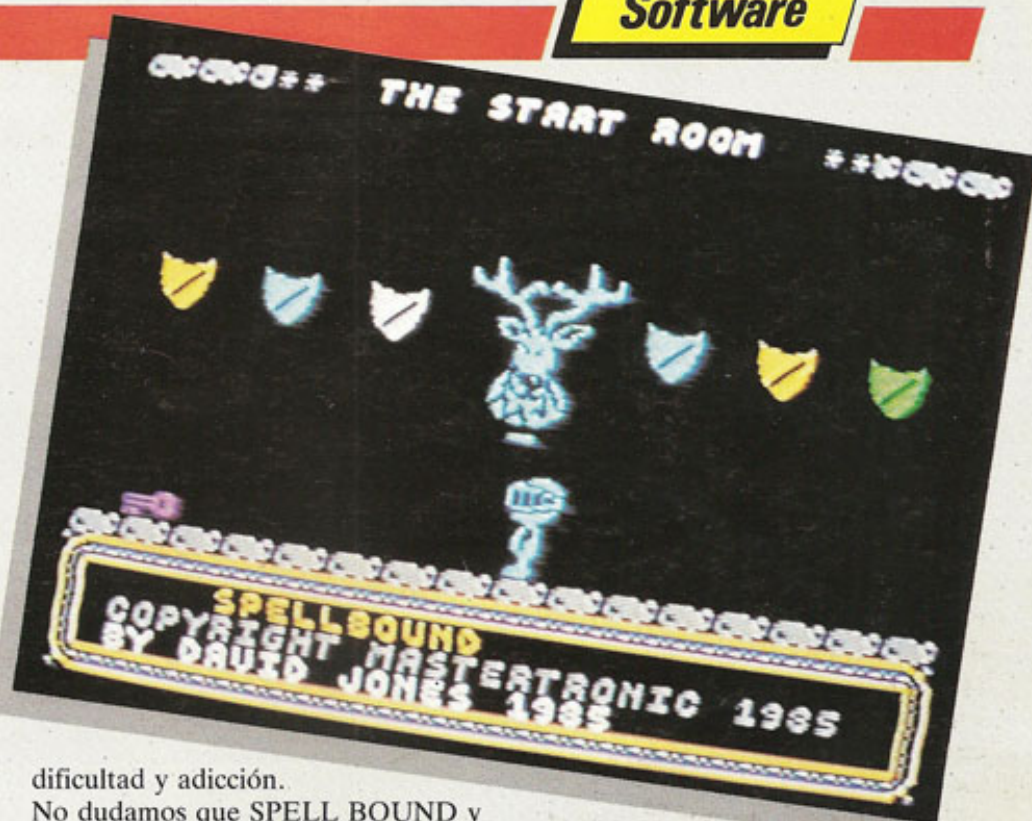 Software
THE START ROOM
SPELLBOUND
COPYRIGHT MASTERTRONIC 1985
BY DAVID JONES 1985
dificultad y adicción.
No dudamos que SPELL BOUND y